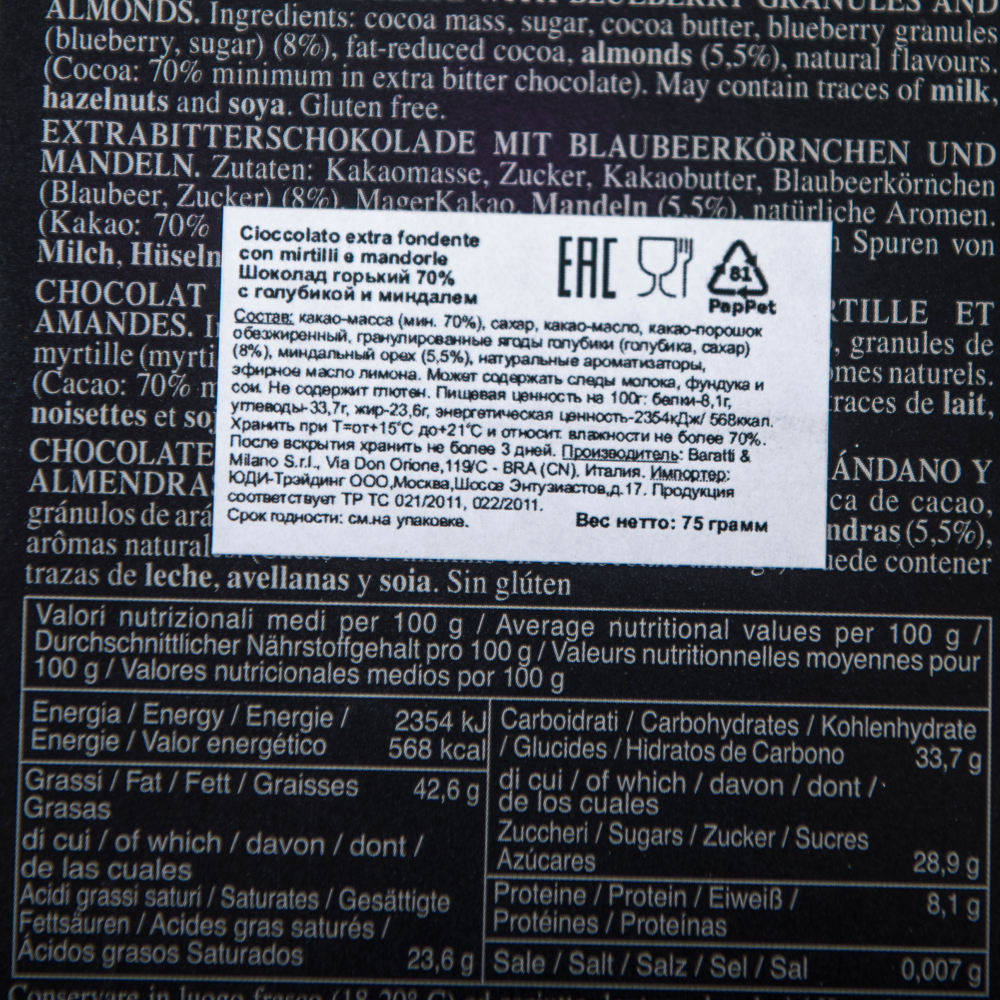 BLUEBERRY GRANULES AND
ALMONDS. Ingredients: cocoa mass, sugar, cocoa butter, blueberry granules
(blueberry, sugar) (8%), fat-reduced cocoa, almonds (5,5%), natural flavours.
(Cocoa: 70% minimum in extra bitter chocolate). May contain traces of milk,
hazelnuts and soya. Gluten free.
EXTRABITTERSCHOKOLADE MIT BLAUBEERKÖRNCHEN UND
MANDELN. Zutaten: Kakaomasse, Zucker, Kakaobutter, Blaubeerkörnchen
(Blaubeer, Zucker) (8%), MagerKakao, Mandeln (5,5%), natürliche Aromen.
(Kakao: 70% Spuren von
Milch, Hüseln
CHOCOLAT RTILLE ET
AMANDES. , granules de
myrtille (myrti omes naturels.
(Cacao: 70% m traces de lait,
noisettes et so
CHOCOLATE ÁNDANO Y
ALMENDRA ca de cacao,
gránulos de ará ndras (5,5%),
arômas natural uede contener
trazas de leche, avellanas y soia. Sin glúten
Cioccolato extra fondente
con mirtilli e mandorle
Шоколад горький 70%
с голубикой и миндалем
EAC
81
PapPet
Состав: какао-масса (мин. 70%), сахар, какао-масло, какао-порошок
обезжиренный, гранулированные ягоды голубики (голубика, сахар)
(8%), миндальный орех (5,5%), натуральные ароматизаторы,
эфирное масло лимона. Может содержать следы молока, фундука и
сои. Не содержит глютен. Пищевая ценность на 100г: белки-8,1г,
углеводы-33,7г, жир-23,6г, энергетическая ценность-2354кДж/ 568ккал.
Хранить при Т=от+15°С до+21°С и относит. влажности не более 70%.
После вскрытия хранить не более 3 дней. Производитель: Baratti &
Milano S.r.l., Via Don Orione,119/C - BRA (CN), Италия. Импортер:
ЮДИ-Трэйдинг ООО,Москва,Шоссе Энтузиастов,д.17. Продукция
соответствует ТР ТС 021/2011, 022/2011.
Срок годности: см.на упаковке.
Вес нетто: 75 грамм
Valori nutrizionali medi per 100 g / Average nutritional values per 100 g /
Durchschnittlicher Nährstoffgehalt pro 100 g / Valeurs nutritionnelles moyennes pour
100 g / Valores nutricionales medios por 100 g
Energia / Energy / Energie / 2354 kJ
Energie / Valor energético 568 kcal
Grassi / Fat / Fett / Graisses 42,6 g
Grasas
di cui / of which / davon / dont /
de las cuales
Acidi grassi saturi / Saturates / Gesättigte
Fettsäuren / Acides gras saturés /
Ácidos grasos Saturados 23,6 g
Carboidrati / Carbohydrates / Kohlenhydrate
/ Glucides / Hidratos de Carbono 33,7 g
di cui / of which / davon / dont /
de los cuales
Zuccheri / Sugars / Zucker / Sucres
Azúcares 28,9 g
Proteine / Protein / Eiweiß / 8,1 g
Protéines / Proteínas
Sale / Salt / Salz / Sel / Sal 0,007 g
Conservare in luogo fresco (18-20° C)